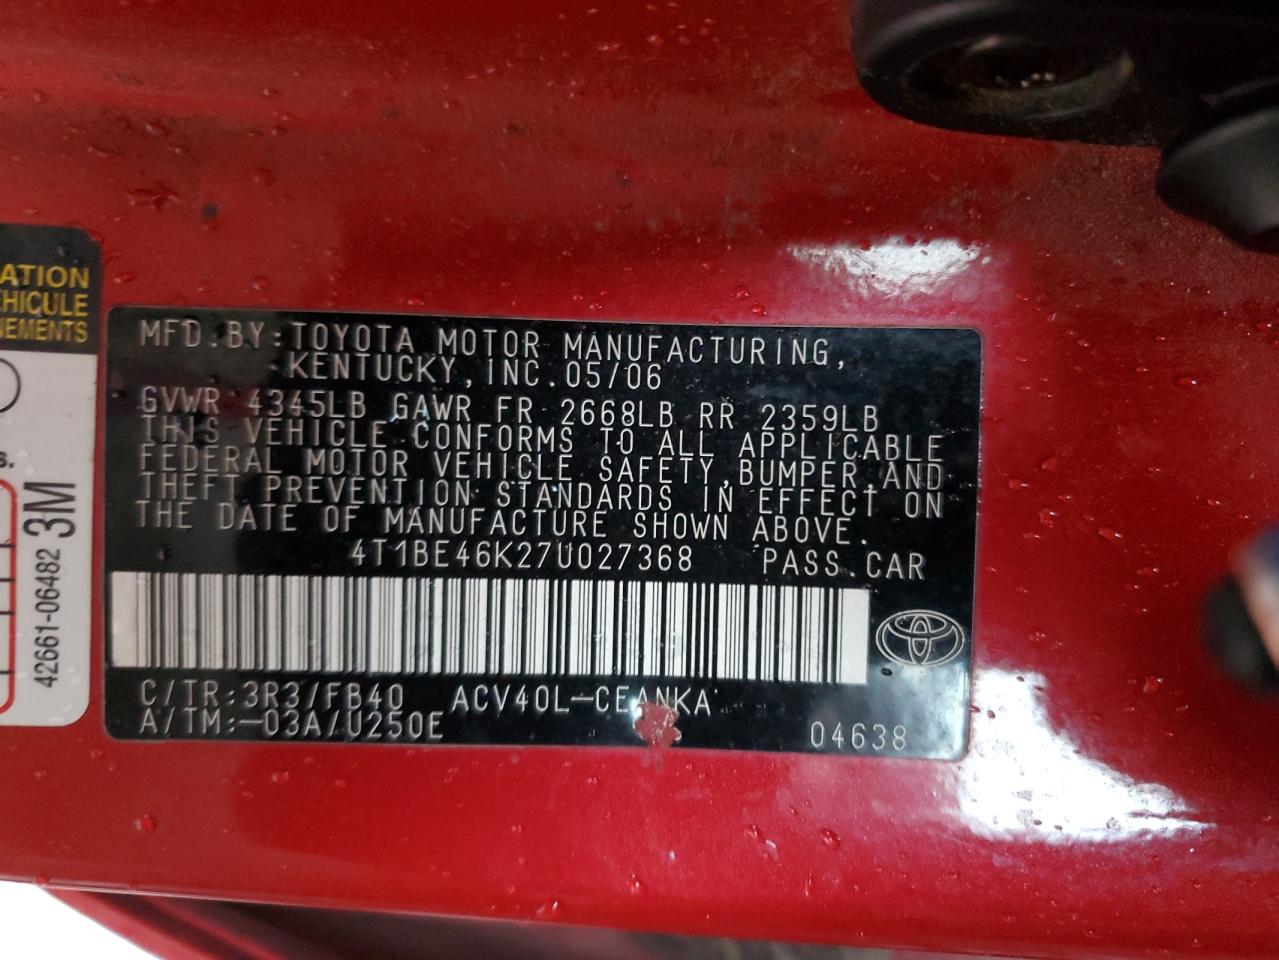 ATION
EHICULE
NEMENTS
s.
3M
42661-06482
MFD.BY:TOYOTA MOTOR MANUFACTURING,
KENTUCKY,INC.05/06
GVWR 4345LB GAWR FR 2668LB RR 2359LB
THIS VEHICLE CONFORMS TO ALL APPLICABLE
FEDERAL MOTOR VEHICLE SAFETY,BUMPER,AND
THEFT PREVENTION STANDARDS IN EFFECT ON
THE DATE OF MANUFACTURE SHOWN ABOVE.
4T1BE46K27U027368 PASS.CAR
C/TR:3R3/FB40 ACV40L-CEANKA
A/TM:-03A/U250E 04638